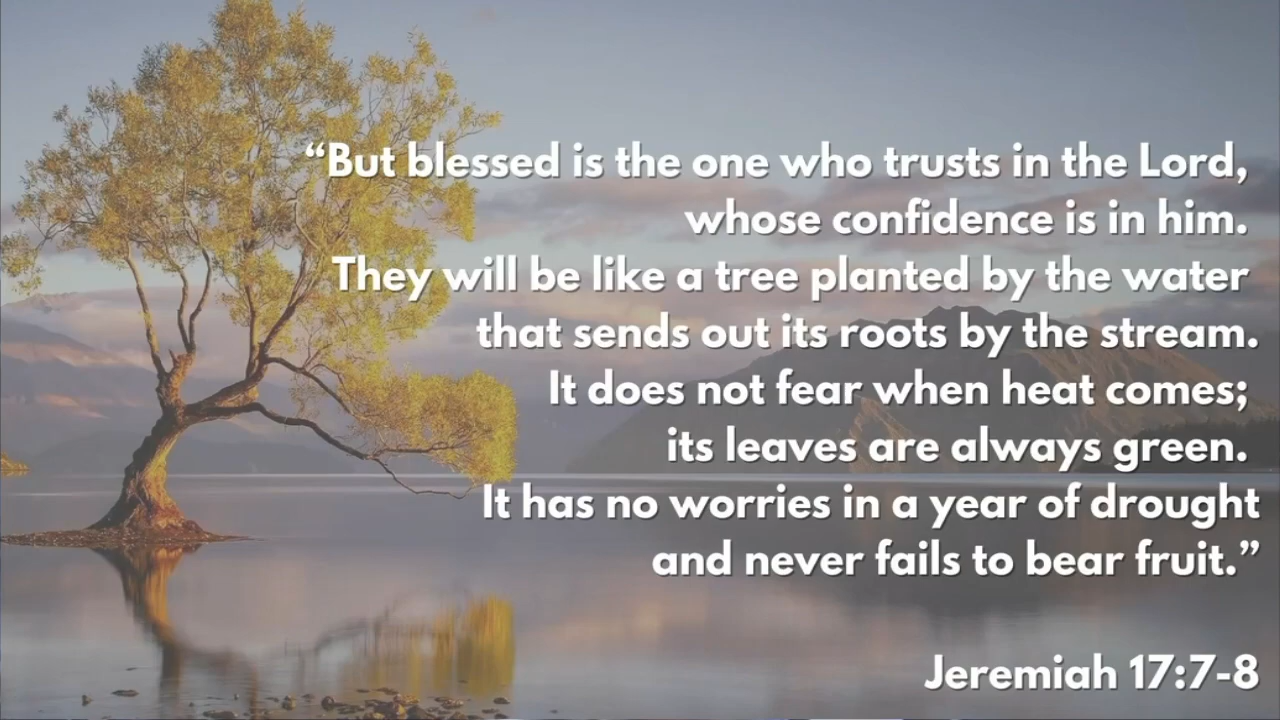 “But blessed is the one who trusts in the Lord,
whose confidence is in him.
They will be like a tree planted by the water
that sends out its roots by the stream.
It does not fear when heat comes;
its leaves are always green.
It has no worries in a year of drought
and never fails to bear fruit.”
Jeremiah 17:7-8